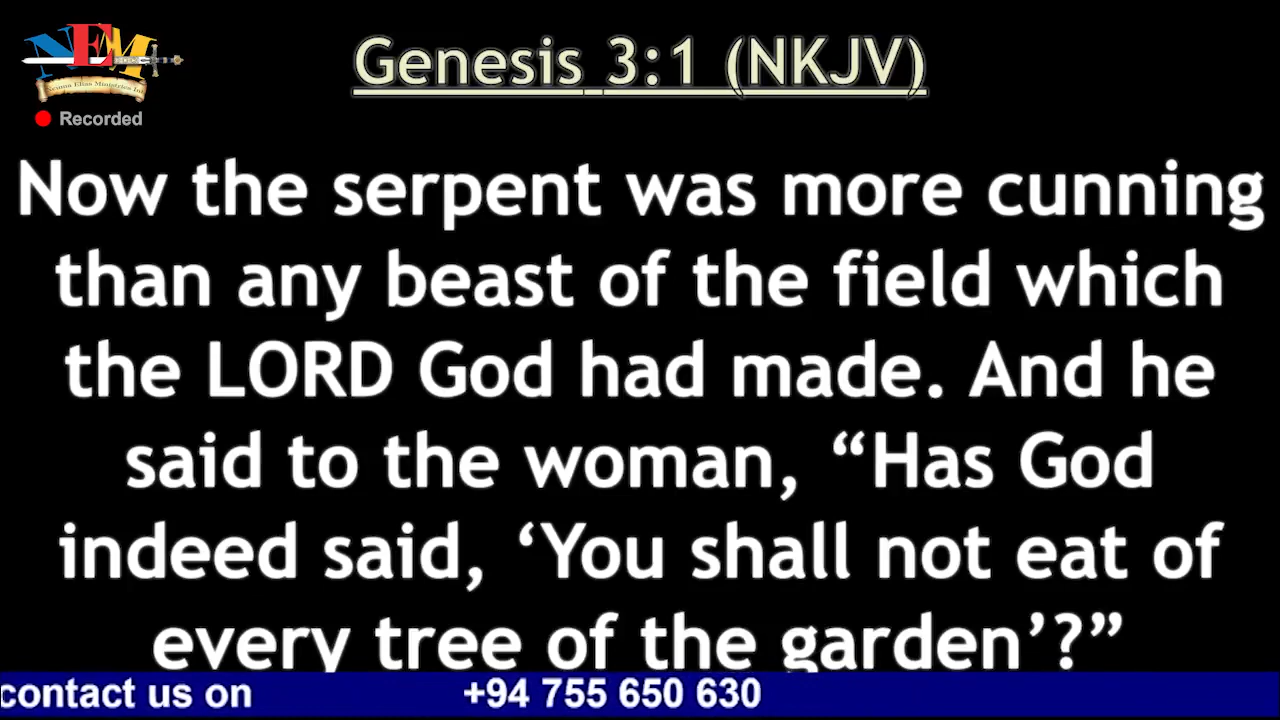 NEM
Recorded
Genesis 3:1 (NKJV)
Now the serpent was more cunning
than any beast of the field which
the LORD God had made. And he
said to the woman, “Has God
indeed said, ‘You shall not eat of
every tree of the garden’?”
contact us on +94 755 650 630